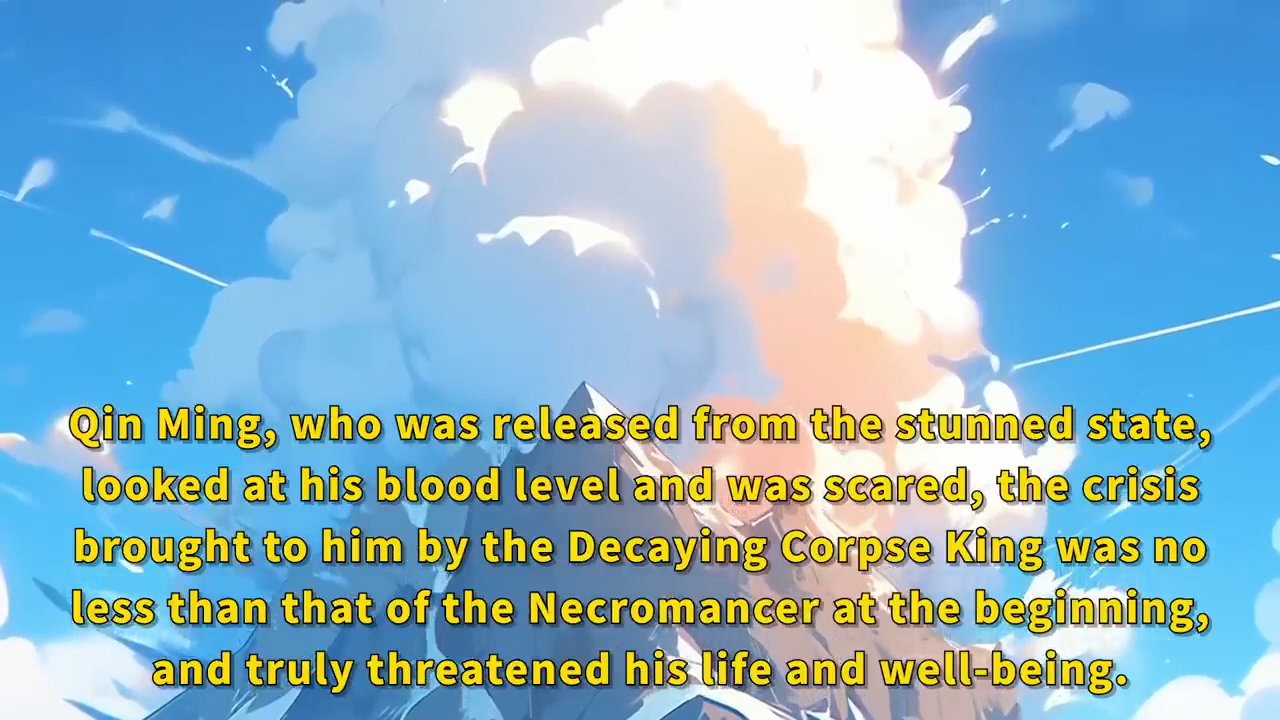 Qin Ming, who was released from the stunned state,
looked at his blood level and was scared, the crisis
brought to him by the Decaying Corpse King was no
less than that of the Necromancer at the beginning,
and truly threatened his life and well-being.